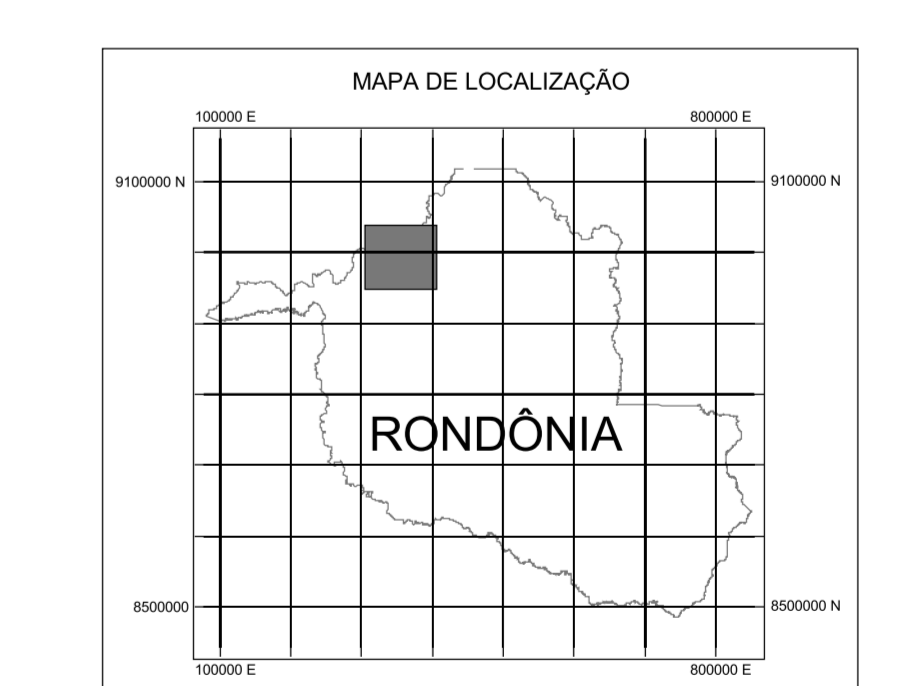 MAPA DE LOCALIZAÇÃO
100000 E
800000 E
9100000 N
9100000 N
RONDÔNIA
8500000
8500000 N
100000 E
800000 E